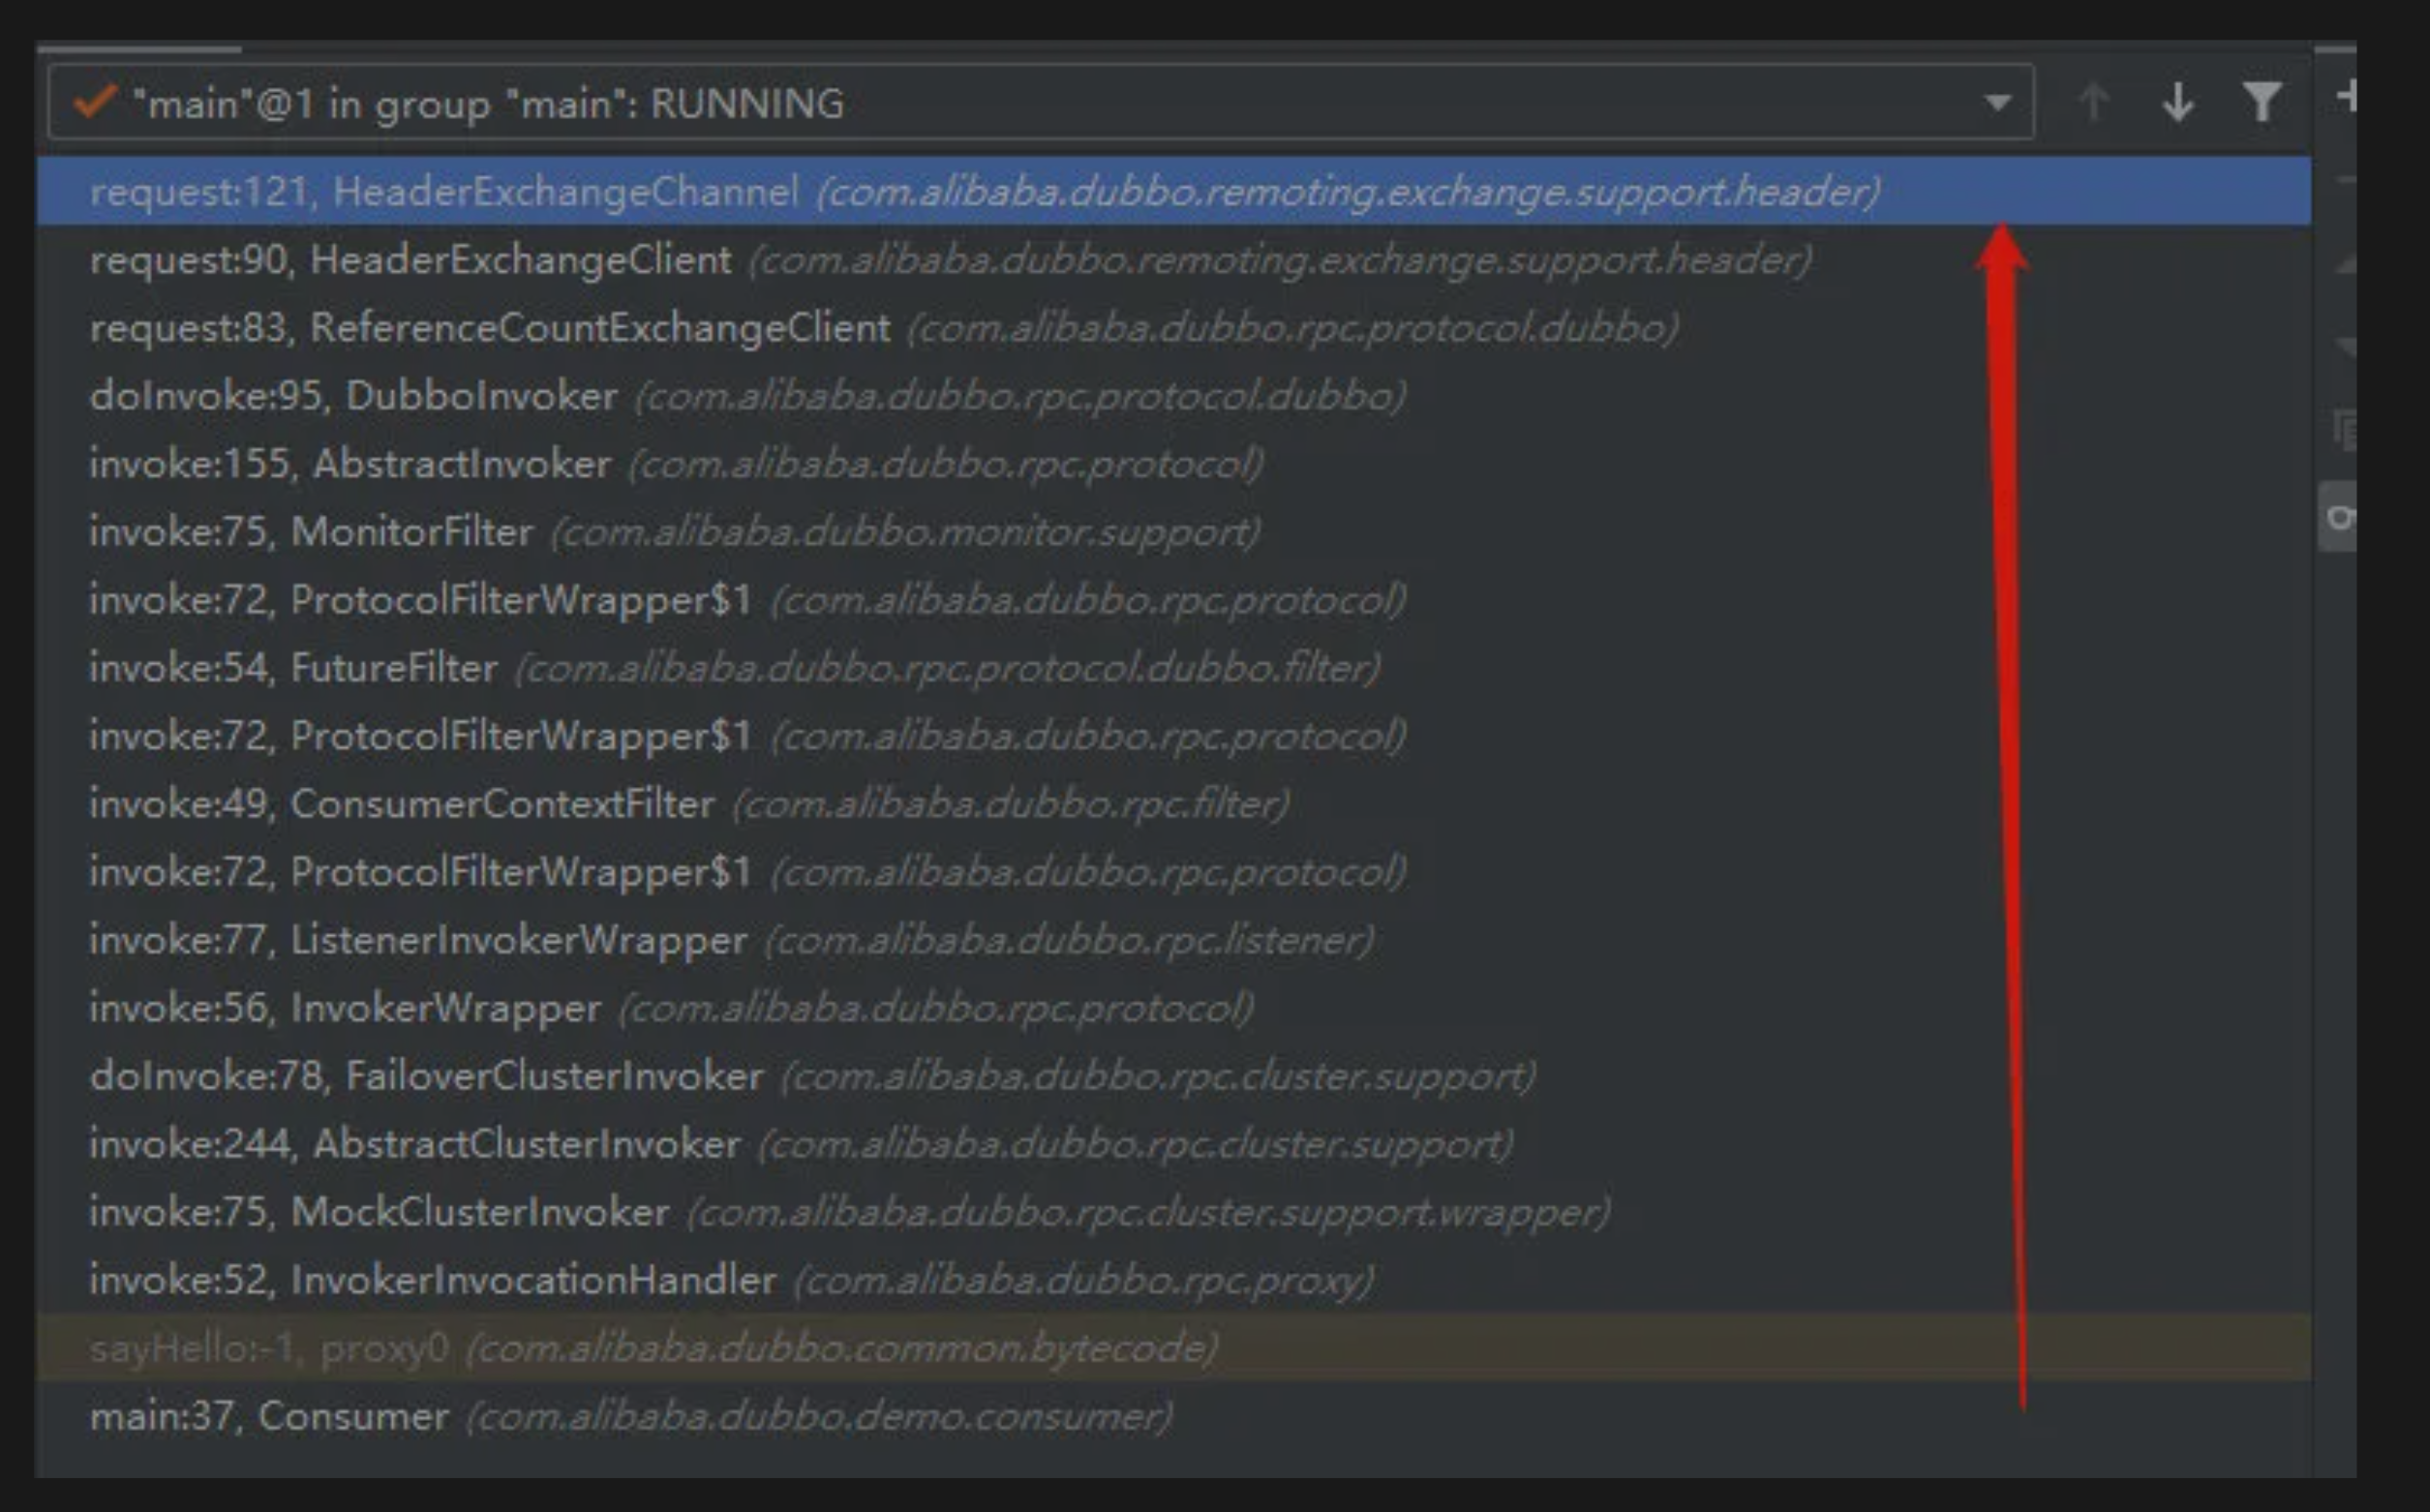 "main"@1 in group "main": RUNNING
request:121, HeaderExchangeChannel (com.alibaba.dubbo.remoting.exchange.support.header)
request:90, HeaderExchangeClient (com.alibaba.dubbo.remoting.exchange.support.header)
request:83, ReferenceCountExchangeClient (com.alibaba.dubbo.rpc.protocol.dubbo)
doInvoke:95, DubboInvoker (com.alibaba.dubbo.rpc.protocol.dubbo)
invoke:155, AbstractInvoker (com.alibaba.dubbo.rpc.protocol)
invoke:75, MonitorFilter (com.alibaba.dubbo.monitor.support)
invoke:72, ProtocolFilterWrapper$1 (com.alibaba.dubbo.rpc.protocol)
invoke:54, FutureFilter (com.alibaba.dubbo.rpc.protocol.dubbo.filter)
invoke:72, ProtocolFilterWrapper$1 (com.alibaba.dubbo.rpc.protocol)
invoke:49, ConsumerContextFilter (com.alibaba.dubbo.rpc.filter)
invoke:72, ProtocolFilterWrapper$1 (com.alibaba.dubbo.rpc.protocol)
invoke:77, ListenerInvokerWrapper (com.alibaba.dubbo.rpc.listener)
invoke:56, InvokerWrapper (com.alibaba.dubbo.rpc.protocol)
doInvoke:78, FailoverClusterInvoker (com.alibaba.dubbo.rpc.cluster.support)
invoke:244, AbstractClusterInvoker (com.alibaba.dubbo.rpc.cluster.support)
invoke:75, MockClusterInvoker (com.alibaba.dubbo.rpc.cluster.support.wrapper)
invoke:52, InvokerInvocationHandler (com.alibaba.dubbo.rpc.proxy)
sayHello:-1, proxy0 (com.alibaba.dubbo.common.bytecode)
main:37, Consumer (com.alibaba.dubbo.demo.consumer)